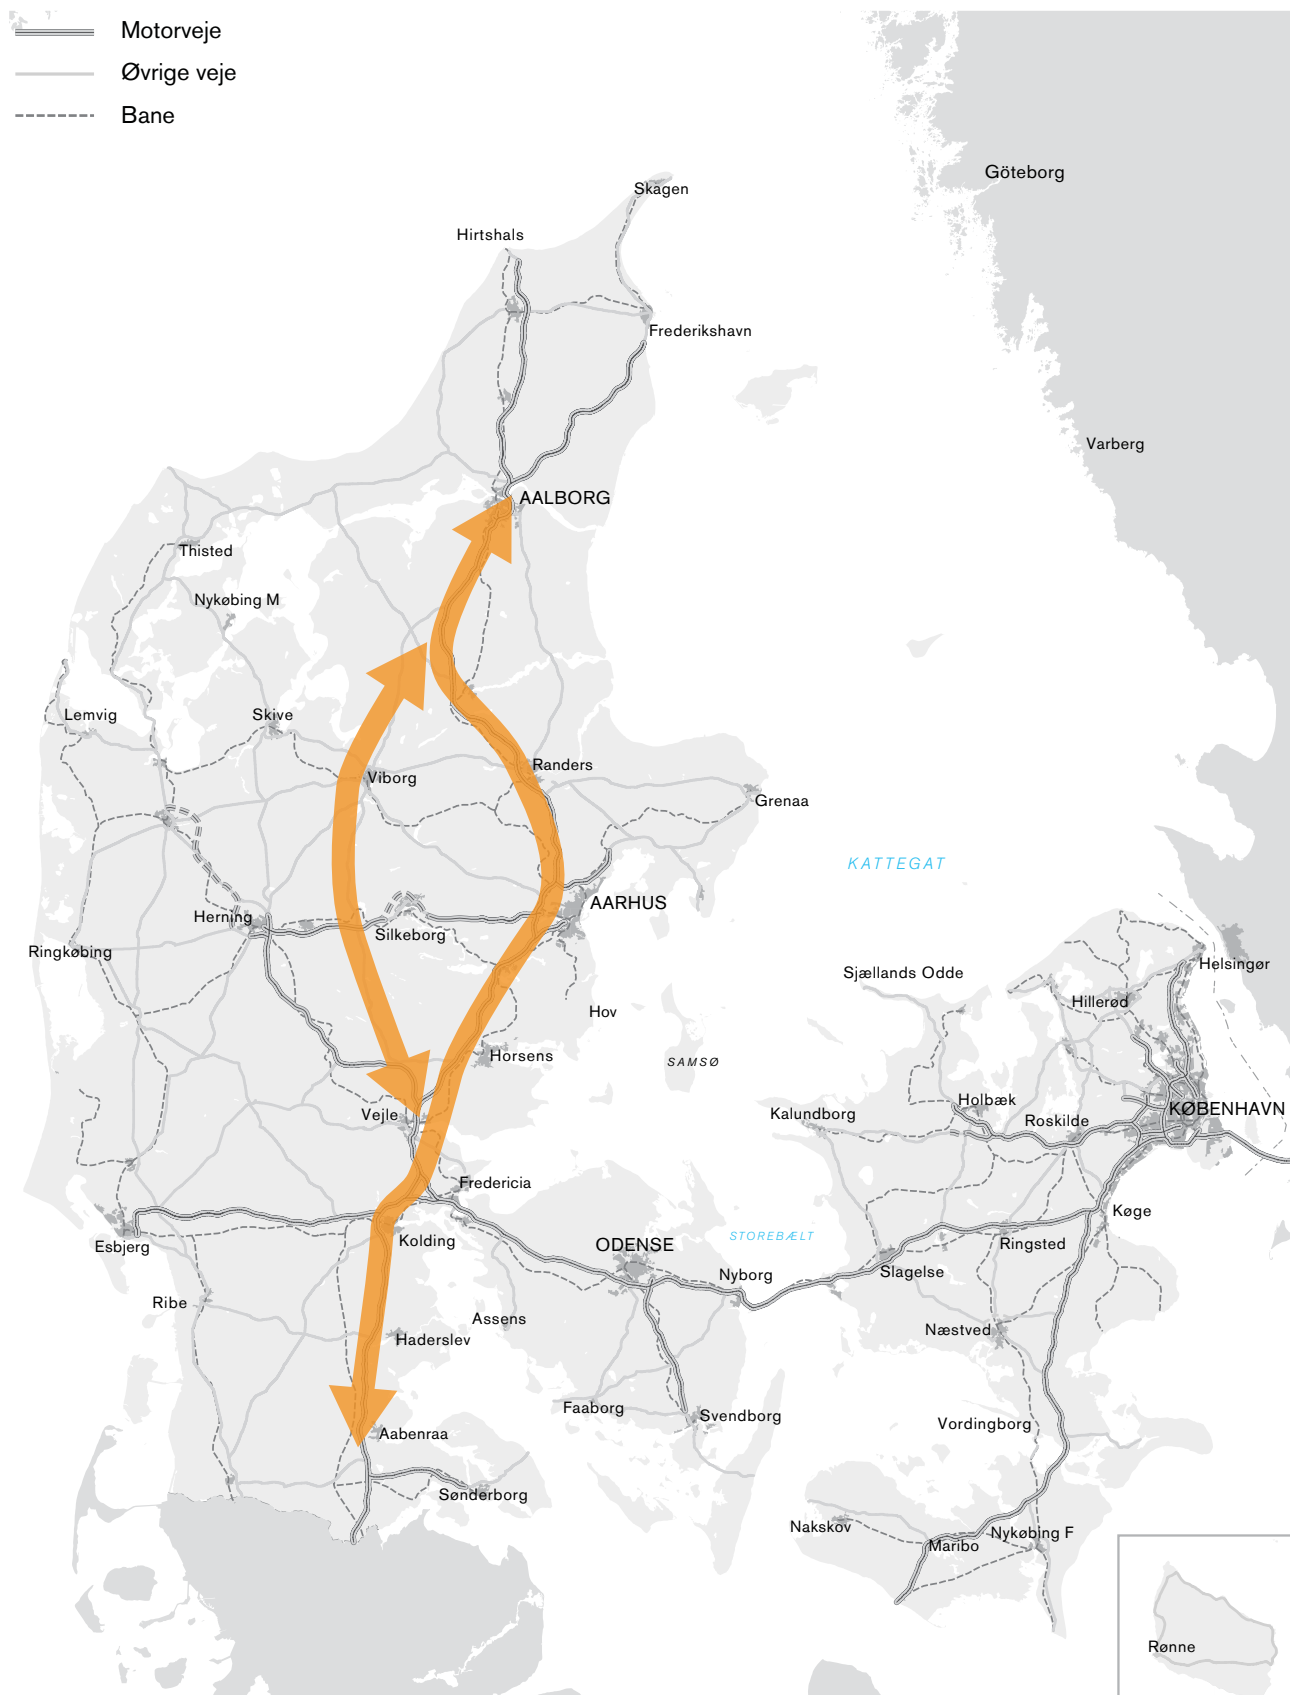 Motorveje
Øvrige veje
Bane
Göteborg
Skagen
Hirtshals
Frederikshavn
Varberg
AALBORG
Thisted
Nykøbing M
Lemvig
Skive
Randers
Viborg
Grenaa
KATTEGAT
AARHUS
Herning
Silkeborg
Ringkøbing
Helsingør
Sjællands Odde
Hillerød
Hov
Horsens
SAMSØ
Holbæk
Vejle
Kalundborg
KØBENHAVN
Roskilde
Fredericia
Køge
STOREBÆLT
Kolding
ODENSE
Ringsted
Esbjerg
Nyborg
Slagelse
Ribe
Assens
Næstved
Haderslev
Faaborg
Svendborg
Vordingborg
Aabenraa
Sønderborg
Nakskov
Nykøbing F
Maribo
Rønne